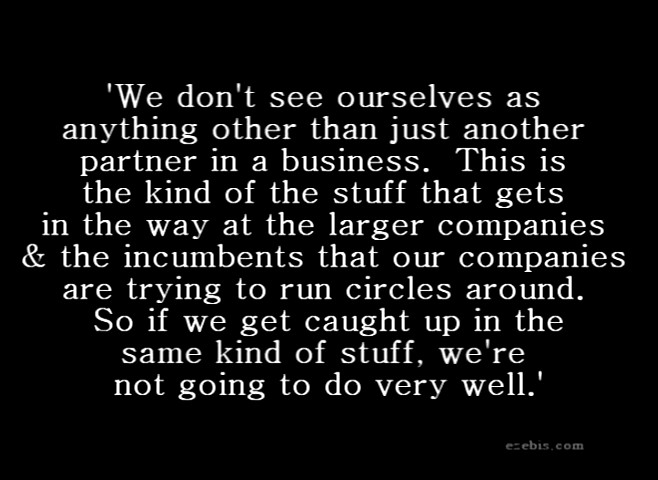 'We don't see ourselves as
anything other than just another
partner in a business.  This is
the kind of the stuff that gets
in the way at the larger companies
& the incumbents that our companies
are trying to run circles around.
So if we get caught up in the
same kind of stuff, we're
not going to do very well.'
ezebis.com